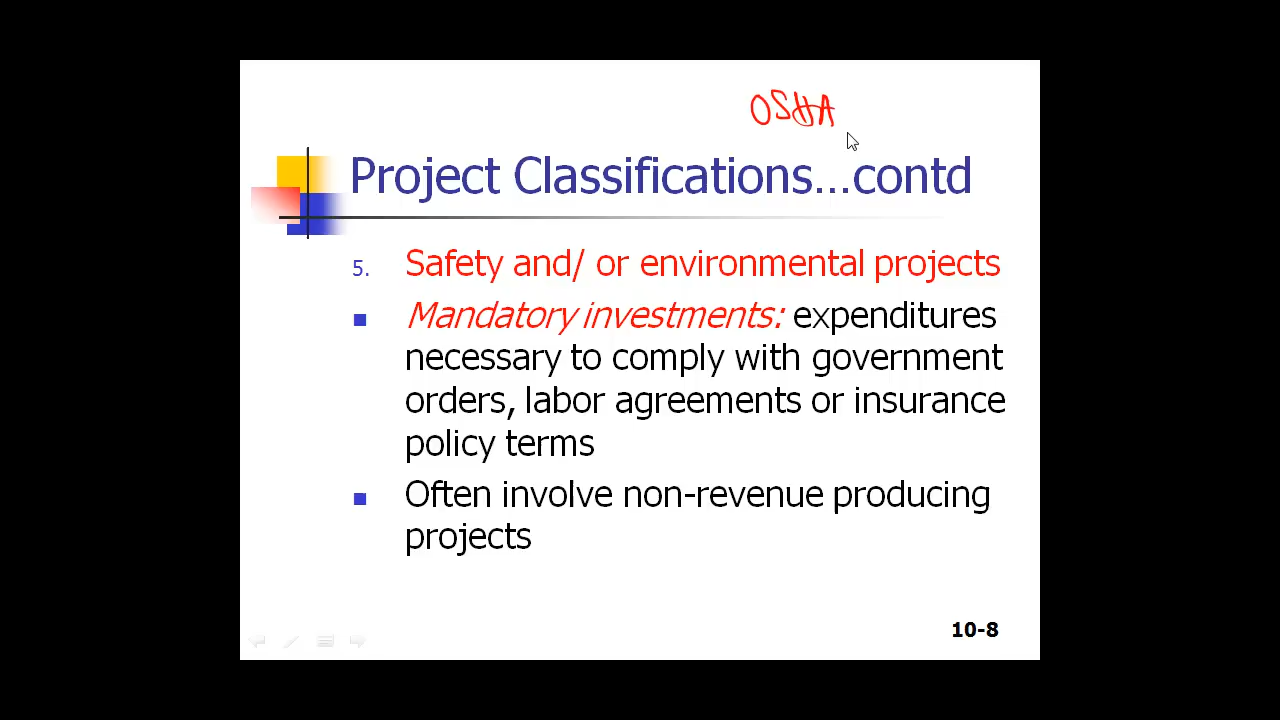 OSHA
Project Classifications...contd
5. Safety and/ or environmental projects
Mandatory investments: expenditures
necessary to comply with government
orders, labor agreements or insurance
policy terms
Often involve non-revenue producing
projects
10-8